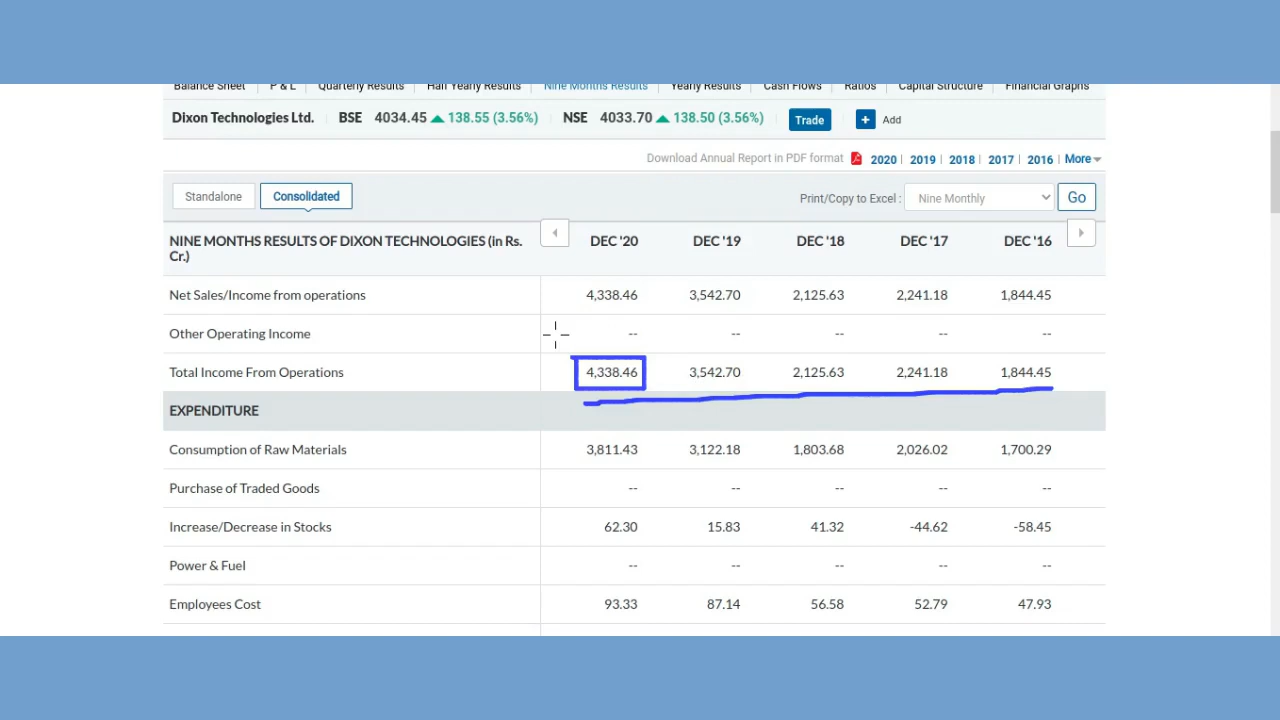 Balance Sheet P & L Quarterly Results Half Yearly Results Nine Months Results Yearly Results Cash Flows Ratios Capital Structure Financial Graphs
Dixon Technologies Ltd. BSE 4034.45 138.55 (3.56%) NSE 4033.70 138.50 (3.56%) Trade + Add
Download Annual Report in PDF format 2020 | 2019 | 2018 | 2017 | 2016 | More
Standalone Consolidated Print/Copy to Excel : Nine Monthly Go
NINE MONTHS RESULTS OF DIXON TECHNOLOGIES (in Rs. DEC '20 DEC '19 DEC '18 DEC '17 DEC '16
Cr.)
Net Sales/Income from operations 4,338.46 3,542.70 2,125.63 2,241.18 1,844.45
Other Operating Income -- -- -- -- --
Total Income From Operations 4,338.46 3,542.70 2,125.63 2,241.18 1,844.45
EXPENDITURE
Consumption of Raw Materials 3,811.43 3,122.18 1,803.68 2,026.02 1,700.29
Purchase of Traded Goods -- -- -- -- --
Increase/Decrease in Stocks 62.30 15.83 41.32 -44.62 -58.45
Power & Fuel -- -- -- -- --
Employees Cost 93.33 87.14 56.58 52.79 47.93